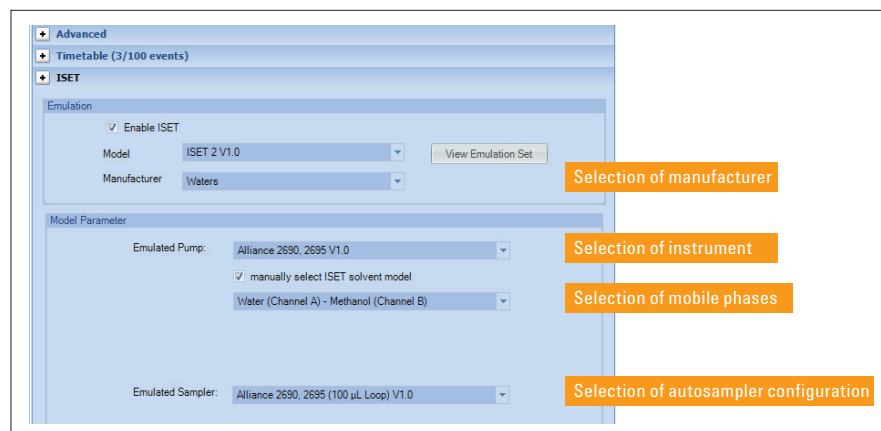 + Advanced
+ Timetable (3/100 events)
+ ISET
Emulation
Enable ISET
Model ISET 2 V1.0 View Emulation Set
Manufacturer Waters
Selection of manufacturer
Model Parameter
Emulated Pump: Alliance 2690, 2695 V1.0
Selection of instrument
manually select ISET solvent model
Water (Channel A) - Methanol (Channel B)
Selection of mobile phases
Emulated Sampler: Alliance 2690, 2695 (100 µL Loop) V1.0
Selection of autosampler configuration